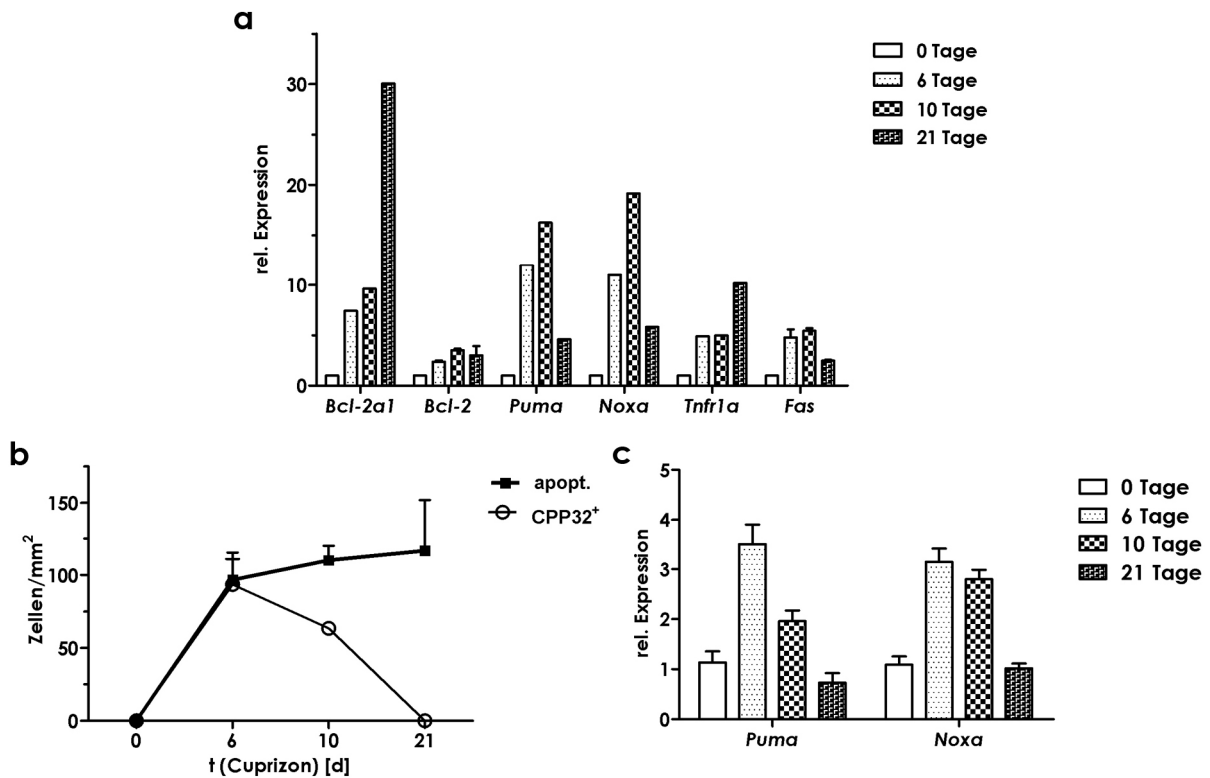 a
0 Tage
6 Tage
10 Tage
21 Tage
rel. Expression
30
20
10
0
Bcl-2a1 Bcl-2 Puma Noxa Tnfr1a Fas
b
apopt.
CPP32⁺
Zellen/mm²
150
100
50
0
0 6 10 21
t (Cuprizon) [d]
c
0 Tage
6 Tage
10 Tage
21 Tage
rel. Expression
5
4
3
2
1
0
Puma Noxa